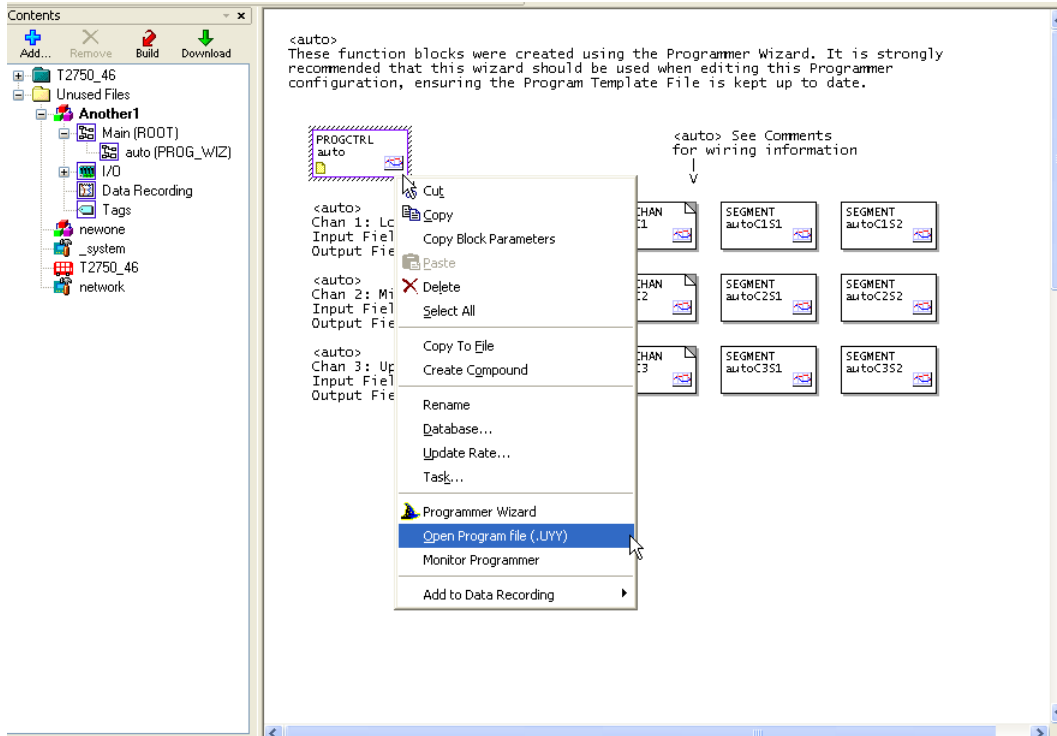 Contents
Add... Remove Build Download
T2750_46
Unused Files
Another1
Main (ROOT)
auto (PROG_WIZ)
I/O
Data Recording
Tags
newone
_system
T2750_46
network
<auto>
These function blocks were created using the Programmer Wizard. It is strongly
recommended that this wizard should be used when editing this Programmer
configuration, ensuring the Program Template File is kept up to date.
PROGCTRL
auto
<auto> See Comments
for wiring information
<auto>
Chan 1: Lo
Input Fiel
Output Fie
CHAN
C1
SEGMENT
autoC1S1
SEGMENT
autoC1S2
<auto>
Chan 2: Mi
Input Fiel
Output Fie
CHAN
C2
SEGMENT
autoC2S1
SEGMENT
autoC2S2
<auto>
Chan 3: Up
Input Fiel
Output Fie
CHAN
C3
SEGMENT
autoC3S1
SEGMENT
autoC3S2
Cut
Copy
Copy Block Parameters
Paste
Delete
Select All
Copy To File
Create Compound
Rename
Database...
Update Rate...
Task...
Programmer Wizard
Open Program file (.UYY)
Monitor Programmer
Add to Data Recording